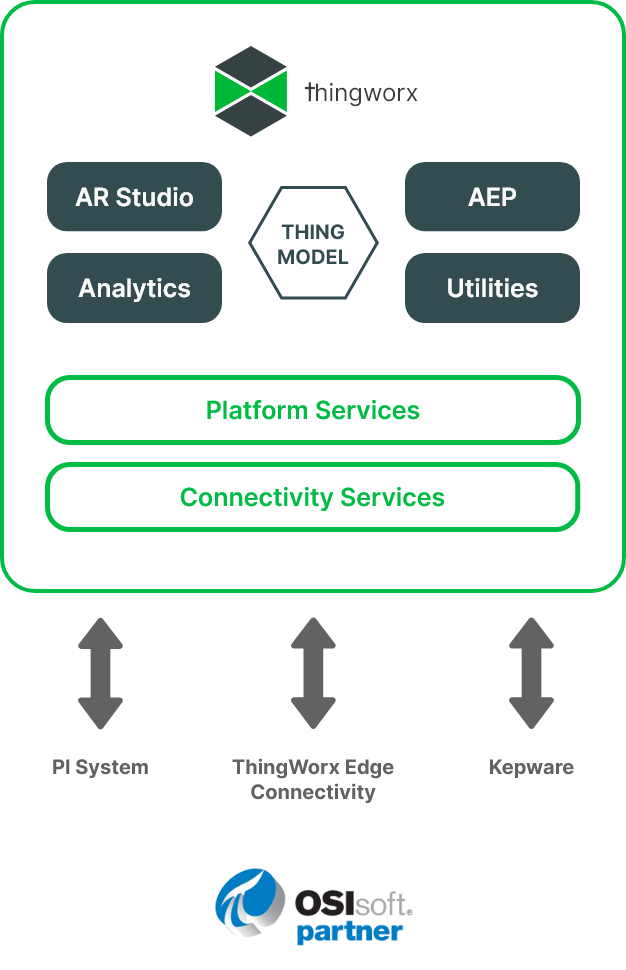 thingworx
AR Studio
AEP
THING
MODEL
Analytics
Utilities
Platform Services
Connectivity Services
PI System
ThingWorx Edge
Connectivity
Kepware
OSIsoft®
partner